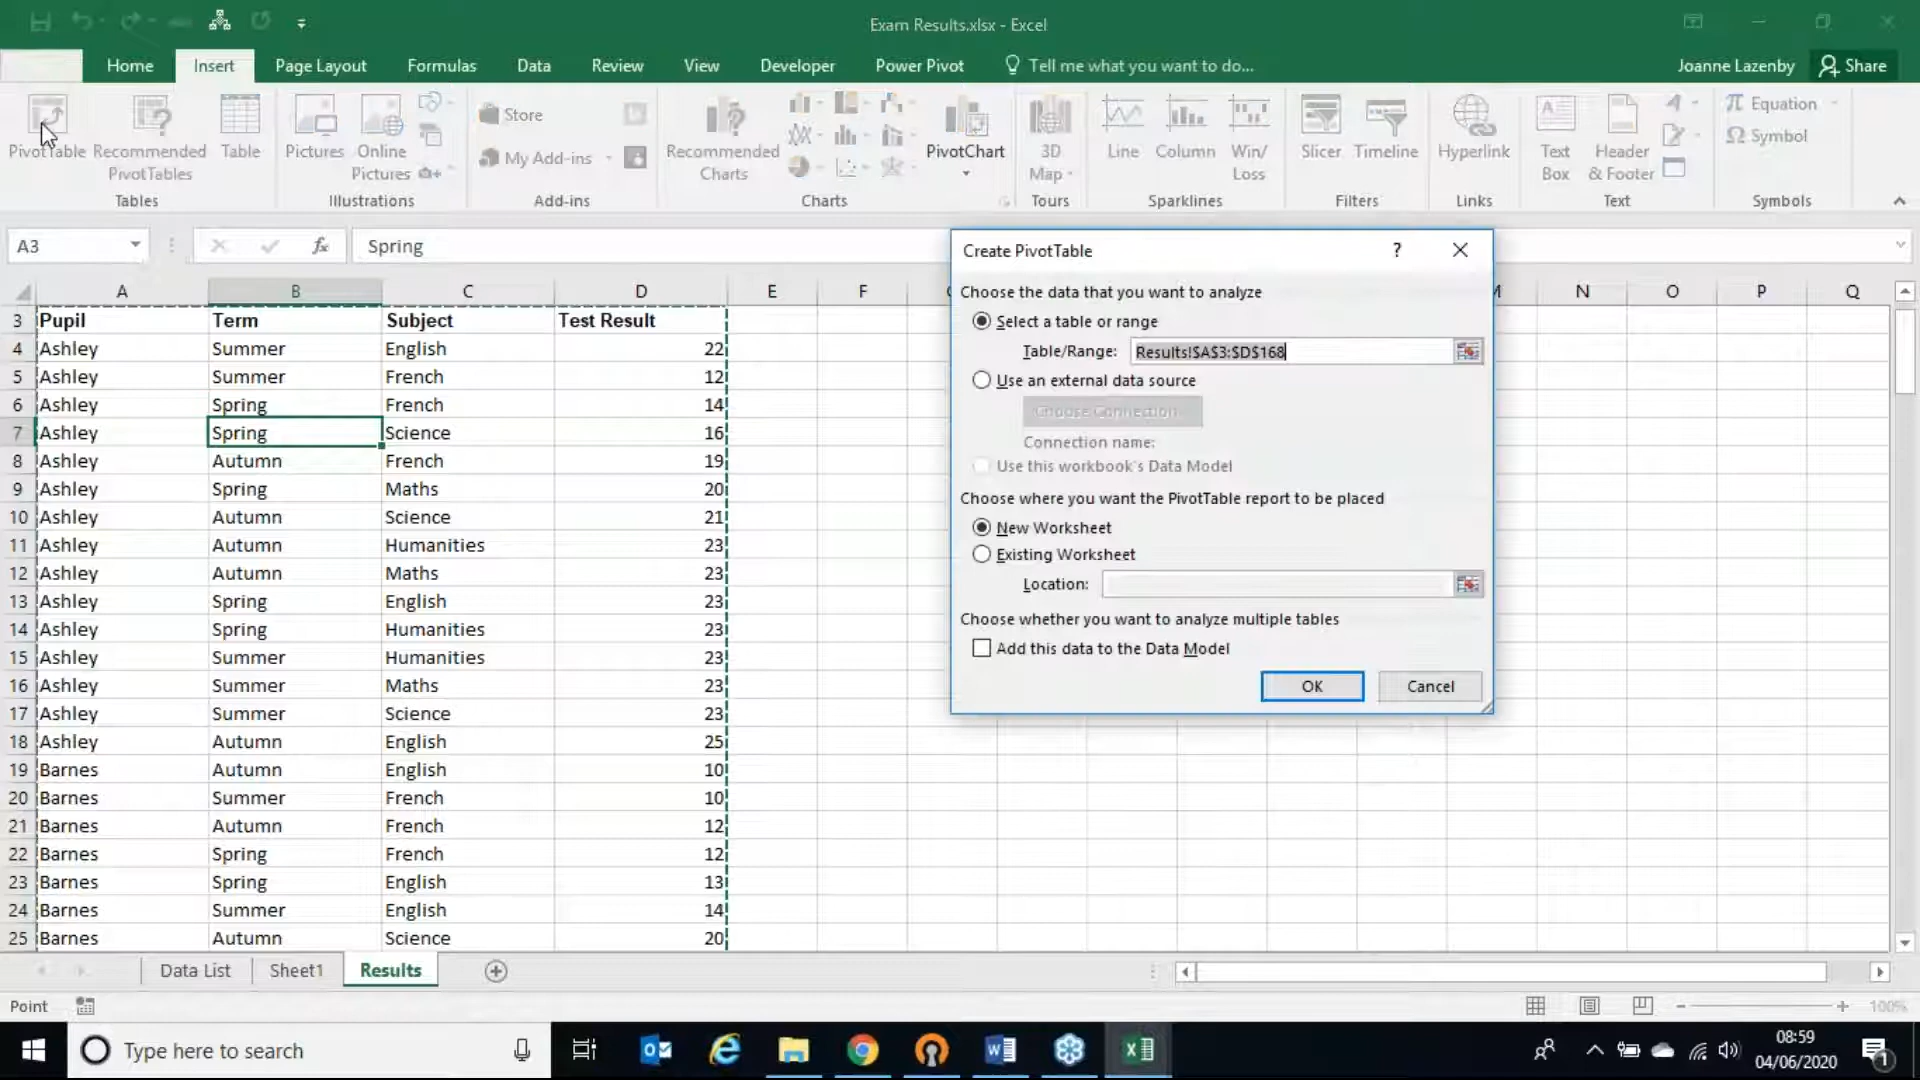 Exam Results.xlsx - Excel
Home Insert Page Layout Formulas Data Review View Developer Power Pivot Tell me what you want to do... Joanne Lazenby Share
PivotTable Recommended PivotTables Table
Tables
Pictures Online Pictures
Illustrations
Store
My Add-ins
Add-ins
Recommended Charts PivotChart
Charts
3D Map
Tours
Line Column Win/Loss
Sparklines
Slicer Timeline
Filters
Hyperlink
Links
Text Box Header & Footer
Text
π Equation
Ω Symbol
Symbols
A3 fx Spring
A B C D E F N O P Q
3 Pupil Term Subject Test Result
4 Ashley Summer English 22
5 Ashley Summer French 12
6 Ashley Spring French 14
7 Ashley Spring Science 16
8 Ashley Autumn French 19
9 Ashley Spring Maths 20
10 Ashley Autumn Science 21
11 Ashley Autumn Humanities 23
12 Ashley Autumn Maths 23
13 Ashley Spring English 23
14 Ashley Spring Humanities 23
15 Ashley Summer Humanities 23
16 Ashley Summer Maths 23
17 Ashley Summer Science 23
18 Ashley Autumn English 25
19 Barnes Autumn English 10
20 Barnes Summer French 10
21 Barnes Autumn French 12
22 Barnes Spring French 12
23 Barnes Spring English 13
24 Barnes Summer English 14
25 Barnes Autumn Science 20
Create PivotTable ?
Choose the data that you want to analyze
Select a table or range
Table/Range: Results!$A$3:$D$168
Use an external data source
Choose Connection...
Connection name:
Use this workbook's Data Model
Choose where you want the PivotTable report to be placed
New Worksheet
Existing Worksheet
Location:
Choose whether you want to analyze multiple tables
Add this data to the Data Model
OK Cancel
Data List Sheet1 Results
Point 100%
Type here to search
08:59
04/06/2020
1